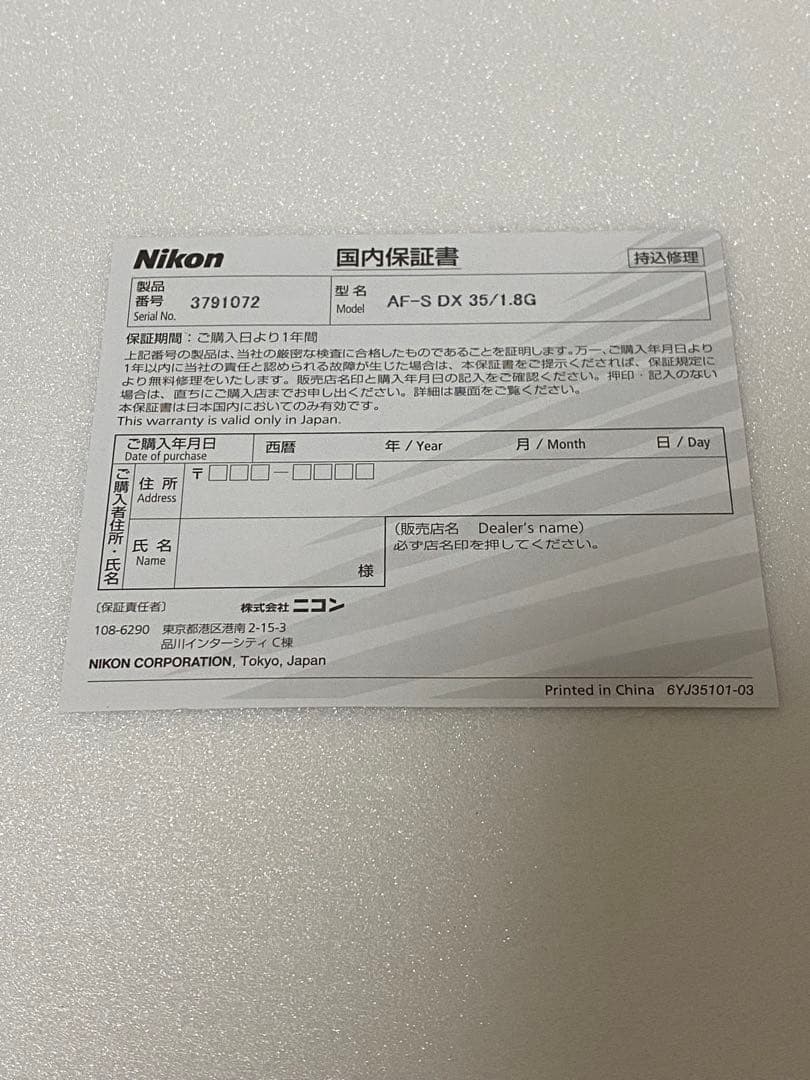 Nikon 国内保証書 持込修理
製品番号 Serial No. 3791072 型名 Model AF-S DX 35/1.8G
保証期間：ご購入日より1年間
上記番号の製品は、当社の厳密な検査に合格したものであることを証明します。万一、ご購入年月日より
1年以内に当社の責任と認められる故障が生じた場合は、本保証書をご提示くだされば、保証規定に
より無料修理をいたします。販売店名印と購入年月日の記入をご確認ください。押印・記入のない
場合は、直ちにご購入店までお申し出ください。詳細は裏面をご覧ください。
本保証書は日本国内においてのみ有効です。
This warranty is valid only in Japan.
ご購入年月日 Date of purchase 西暦 年 / Year 月 / Month 日 / Day
ご購入者住所・氏名
住所 Address 〒□□□－□□□□
氏名 Name 様
(販売店名 Dealer's name)
必ず店名印を押してください。
〔保証責任者〕 株式会社 ニコン
108-6290 東京都港区港南 2-15-3
品川インターシティ C棟
NIKON CORPORATION, Tokyo, Japan
Printed in China 6YJ35101-03